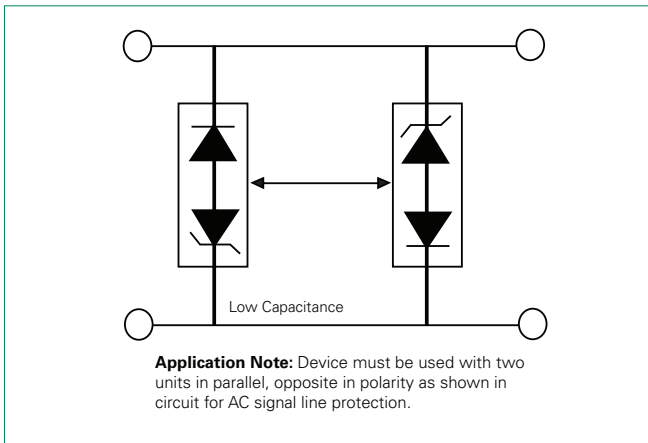 Low Capacitance
Application Note: Device must be used with two
units in parallel, opposite in polarity as shown in
circuit for AC signal line protection.